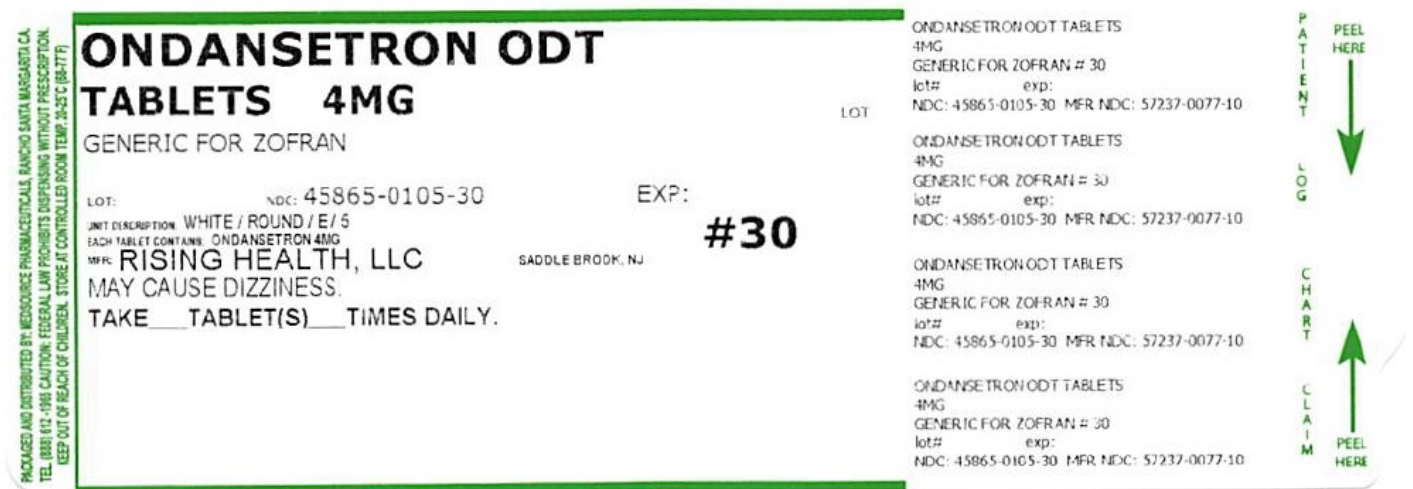 PACKAGED AND DISTRIBUTED BY: MEDSOURCE PHARMACEUTICALS, RANCHO SANTA MARGARITA CA.
TEL. (888) 612-1965 CAUTION: FEDERAL LAW PROHIBITS DISPENSING WITHOUT PRESCRIPTION.
KEEP OUT OF REACH OF CHILDREN. STORE AT CONTROLLED ROOM TEMP. 20-25°C (68-77°F)
ONDANSETRON ODT
TABLETS 4MG
LOT
GENERIC FOR ZOFRAN
LOT: NDC: 45865-0105-30 EXP:
UNIT DESCRIPTION: WHITE / ROUND / E / 5
#30
EACH TABLET CONTAINS: ONDANSETRON 4MG
MFR: RISING HEALTH, LLC SADDLE BROOK, NJ
MAY CAUSE DIZZINESS.
TAKE___TABLET(S)___TIMES DAILY.
ONDANSETRON ODT TABLETS
4MG
GENERIC FOR ZOFRAN # 30
lot# exp:
NDC: 45865-0105-30 MFR NDC: 57237-0077-10
ONDANSETRON ODT TABLETS
4MG
GENERIC FOR ZOFRAN # 30
lot# exp:
NDC: 45865-0105-30 MFR NDC: 57237-0077-10
ONDANSETRON ODT TABLETS
4MG
GENERIC FOR ZOFRAN # 30
lot# exp:
NDC: 45865-0105-30 MFR NDC: 57237-0077-10
ONDANSETRON ODT TABLETS
4MG
GENERIC FOR ZOFRAN # 30
lot# exp:
NDC: 45865-0105-30 MFR NDC: 57237-0077-10
PATIENT
LOG
CHART
CLAIM
PEEL
HERE
PEEL
HERE